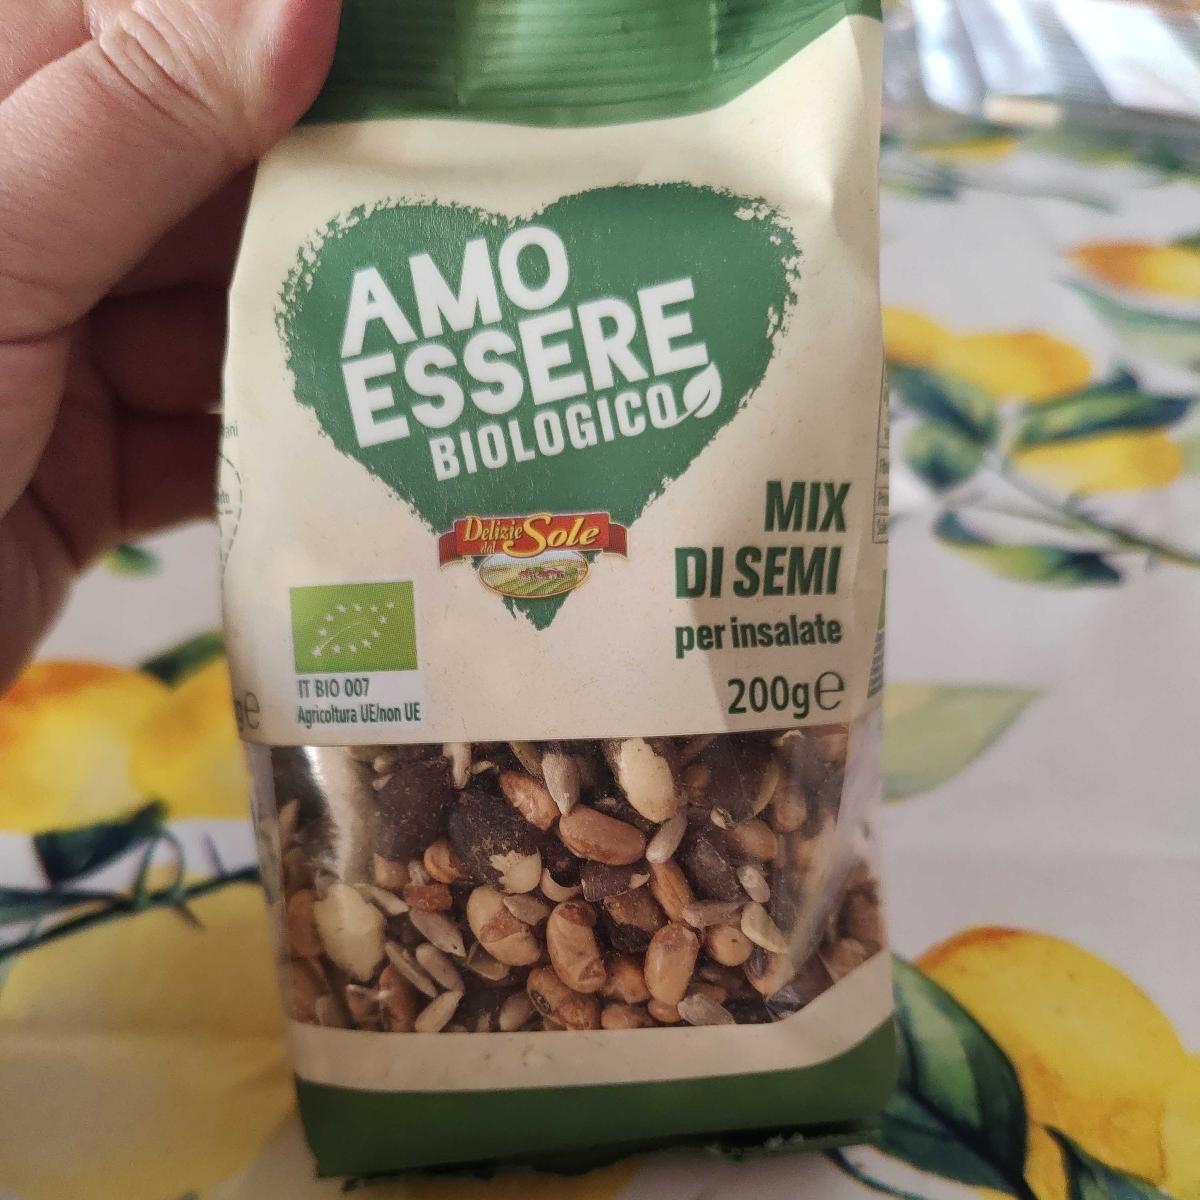 AMO
ESSERE
BIOLOGICO
Delizie
dal Sole
MIX
DI SEMI
per insalate
200g e
IT BIO 007
Agricoltura UE/non UE